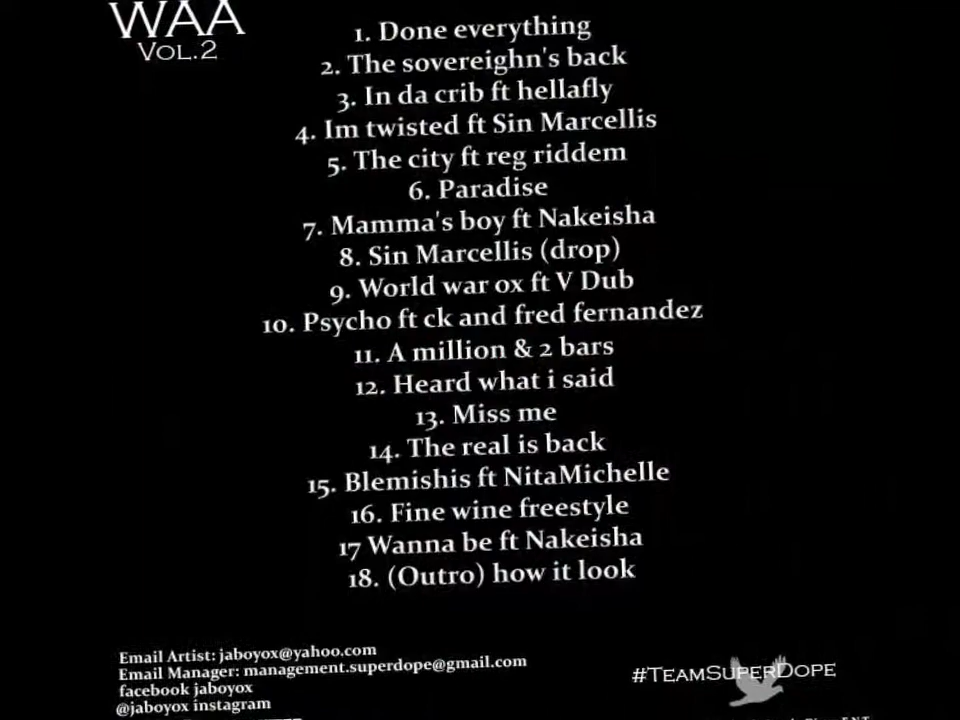 WAA
VOL.2
1. Done everything
2. The sovereighn's back
3. In da crib ft hellafly
4. Im twisted ft Sin Marcellis
5. The city ft reg riddem
6. Paradise
7. Mamma's boy ft Nakeisha
8. Sin Marcellis (drop)
9. World war ox ft V Dub
10. Psycho ft ck and fred fernandez
11. A million & 2 bars
12. Heard what i said
13. Miss me
14. The real is back
15. Blemishis ft NitaMichelle
16. Fine wine freestyle
17 Wanna be ft Nakeisha
18. (Outro) how it look
Email Artist: jaboyox@yahoo.com
Email Manager: management.superdope@gmail.com
facebook jaboyox
@jaboyox instagram
#TEAMSUPERDOPE